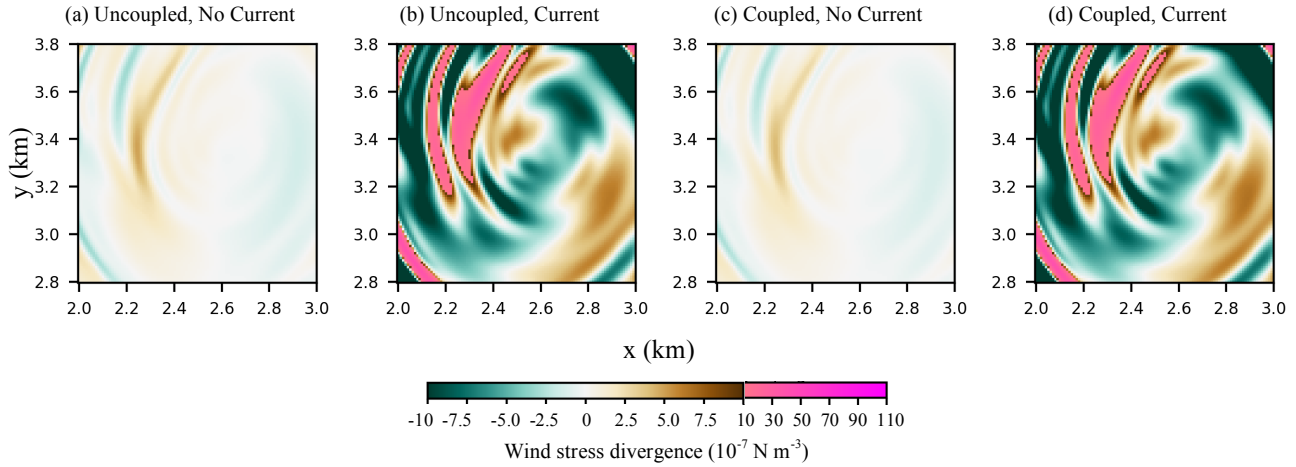 (a) Uncoupled, No Current (b) Uncoupled, Current (c) Coupled, No Current (d) Coupled, Current
y (km)
3.8 3.8 3.8 3.8
3.6 3.6 3.6 3.6
3.4 3.4 3.4 3.4
3.2 3.2 3.2 3.2
3.0 3.0 3.0 3.0
2.8 2.8 2.8 2.8
2.0 2.2 2.4 2.6 2.8 3.0 2.0 2.2 2.4 2.6 2.8 3.0 2.0 2.2 2.4 2.6 2.8 3.0 2.0 2.2 2.4 2.6 2.8 3.0
x (km)
-10 -7.5 -5.0 -2.5 0 2.5 5.0 7.5 10 30 50 70 90 110
Wind stress divergence (10⁻⁷ N m⁻³)